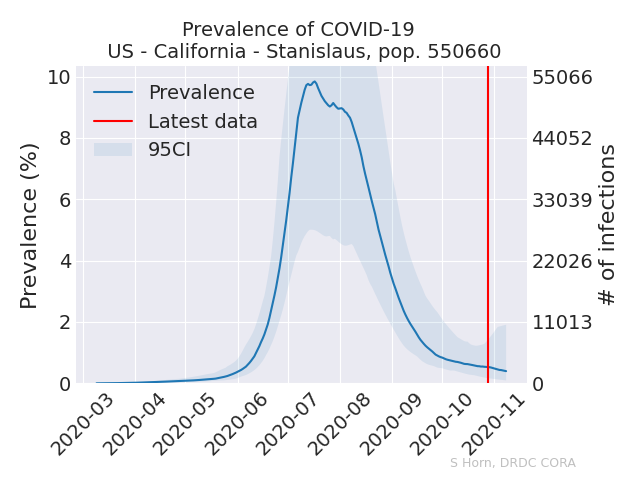 Prevalence of COVID-19
US - California - Stanislaus, pop. 550660
Prevalence
Latest data
95CI
Prevalence (%)
10
8
6
4
2
0
55066
44052
33039
22026
11013
0
# of infections
2020-03
2020-04
2020-05
2020-06
2020-07
2020-08
2020-09
2020-10
2020-11
S Horn, DRDC CORA